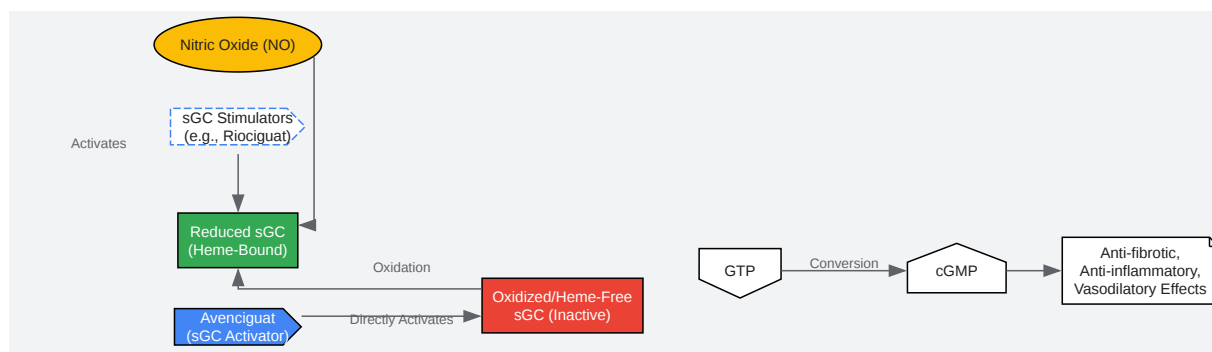 Nitric Oxide (NO)
sGC Stimulators
(e.g., Riociguat)
Activates
Reduced sGC
(Heme-Bound)
Oxidation
Oxidized/Heme-Free
sGC (Inactive)
Avenciguat
(sGC Activator)
Directly Activates
GTP
Conversion
cGMP
Anti-fibrotic,
Anti-inflammatory,
Vasodilatory Effects